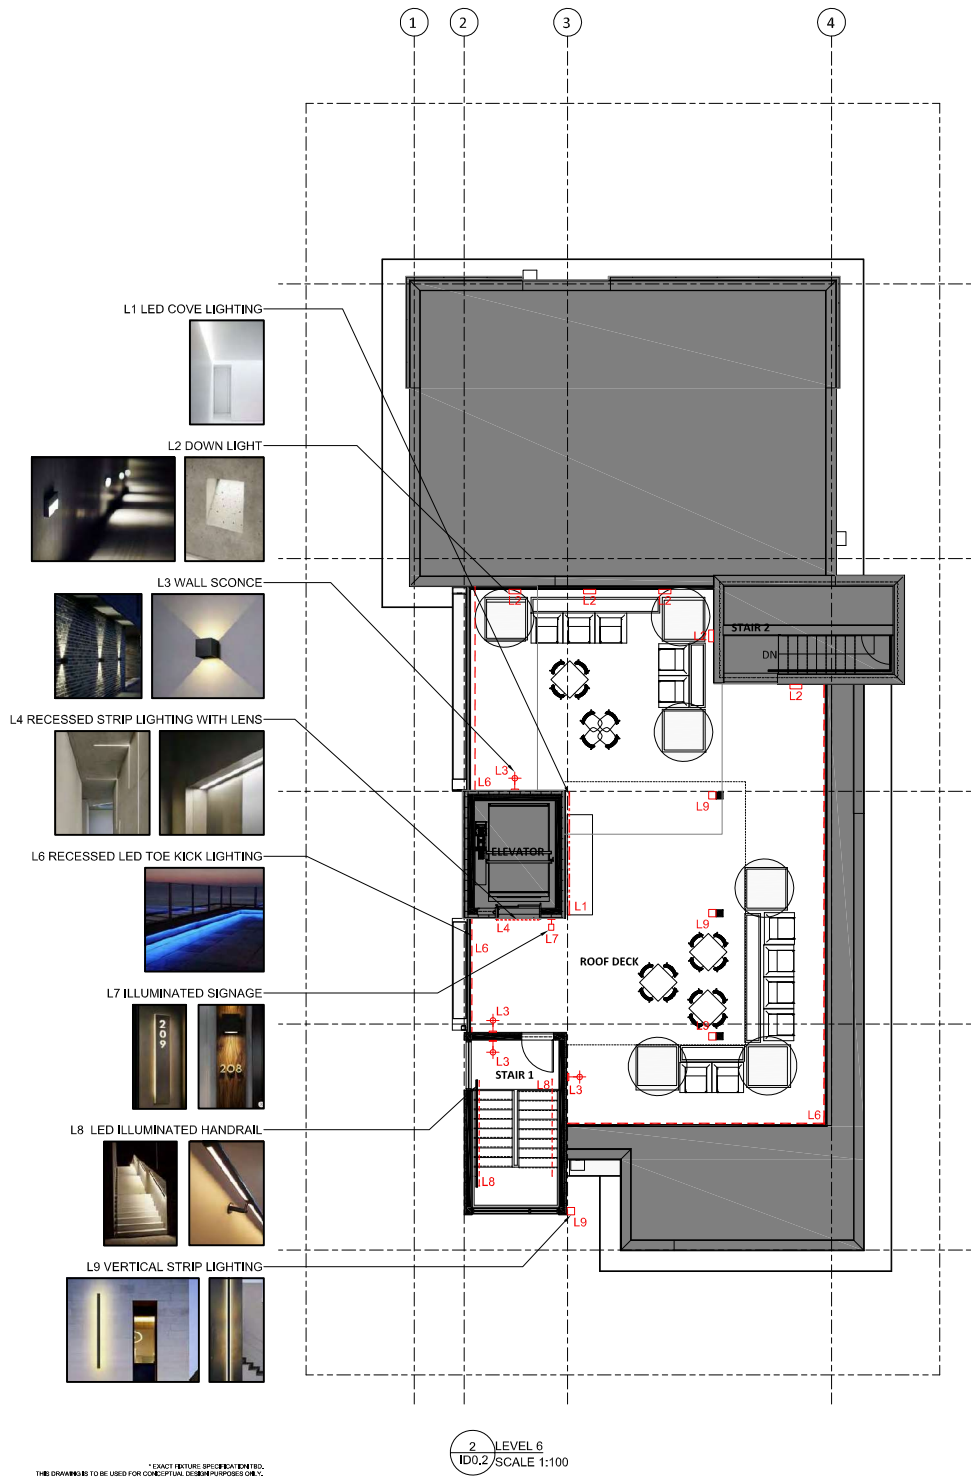 1 2 3 4
L1 LED COVE LIGHTING
L2 DOWN LIGHT
L3 WALL SCONCE
L4 RECESSED STRIP LIGHTING WITH LENS
L6 RECESSED LED TOE KICK LIGHTING
L7 ILLUMINATED SIGNAGE
209
208
L8 LED ILLUMINATED HANDRAIL
L9 VERTICAL STRIP LIGHTING
L2 L2 L2
L2
STAIR 2
DN
L2
L3
L6
L9
ELEVATOR
L1
L4
L7
L9
L6
ROOF DECK
L3
L9
L3
STAIR 1
L8
L3
L6
L8
L9
2
ID0.2
LEVEL 6
SCALE 1:100
* EXACT FIXTURE SPECIFICATION TBD.
THIS DRAWING IS TO BE USED FOR CONCEPTUAL DESIGN PURPOSES ONLY.